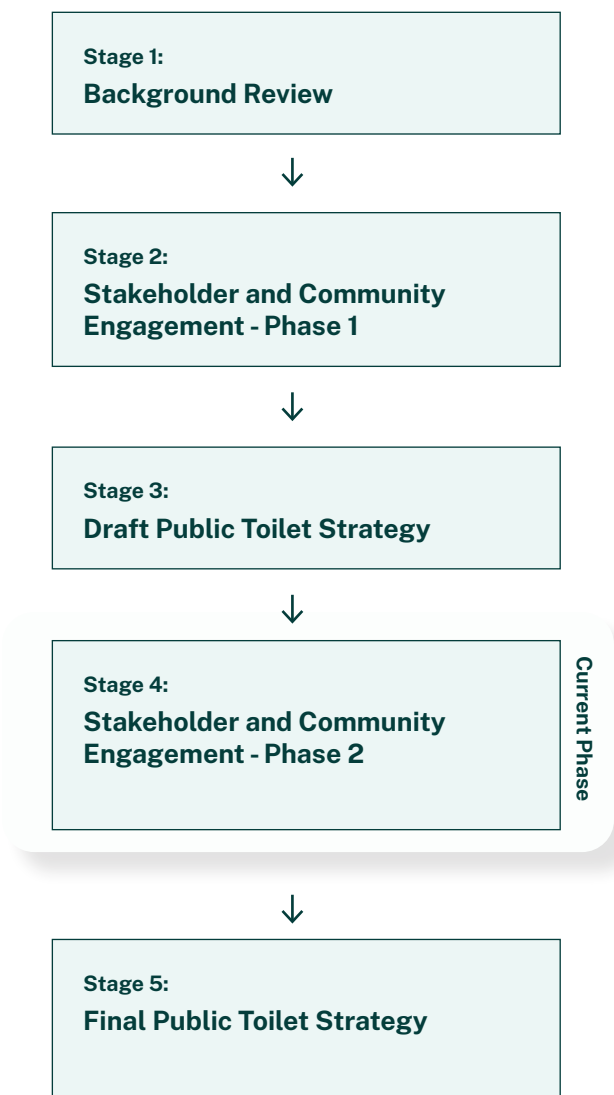 Stage 1:
Background Review
Stage 2:
Stakeholder and Community
Engagement - Phase 1
Stage 3:
Draft Public Toilet Strategy
Stage 4:
Stakeholder and Community
Engagement - Phase 2
Current Phase
Stage 5:
Final Public Toilet Strategy